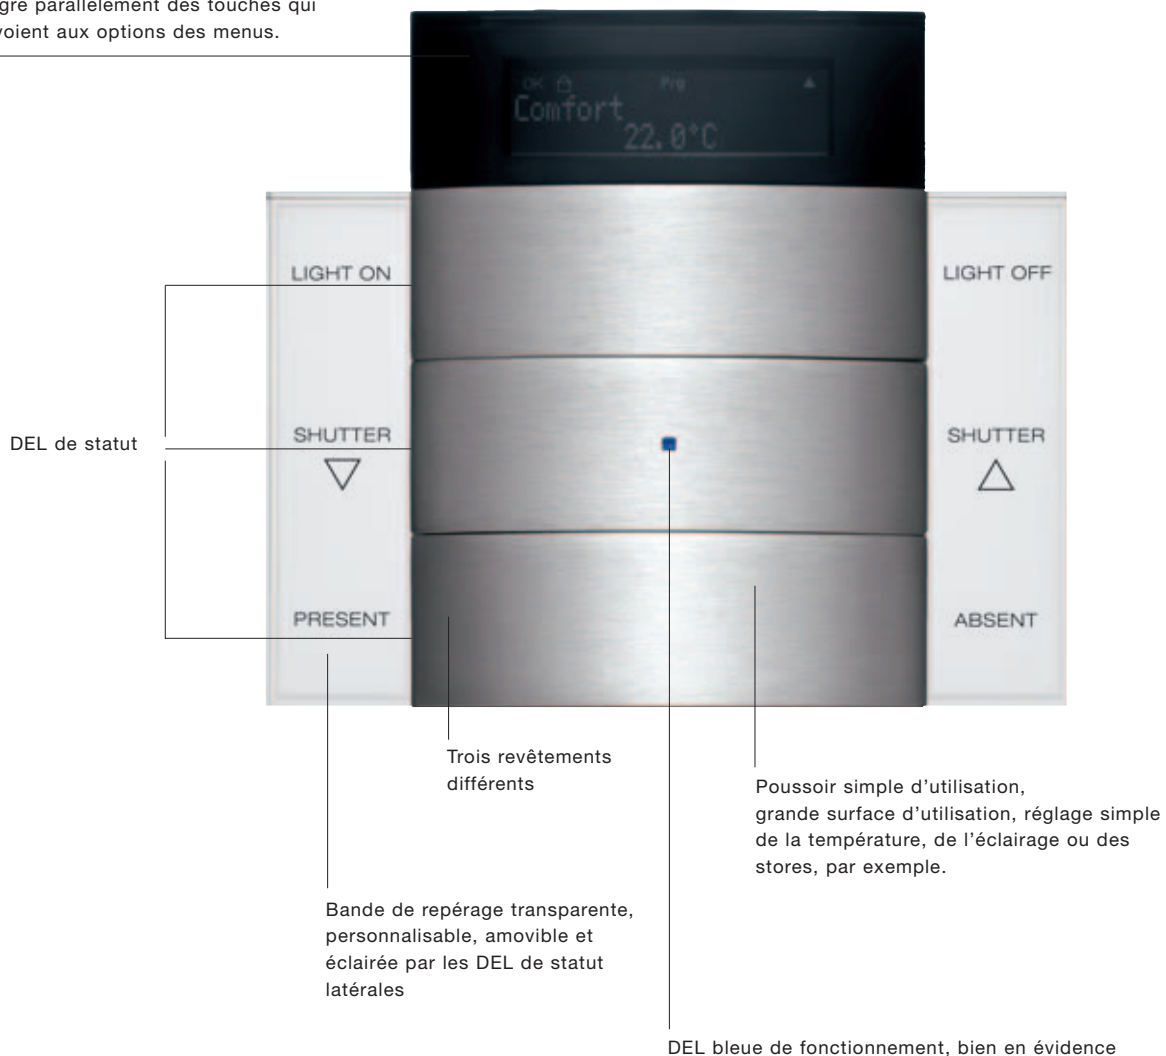 parallèlement des touches qui
aux options des menus.
OK Prg
Comfort
22.0°C
LIGHT ON
LIGHT OFF
DEL de statut
SHUTTER
SHUTTER
PRESENT
ABSENT
Trois revêtements
différents
Poussoir simple d’utilisation,
grande surface d’utilisation, réglage simple
de la température, de l’éclairage ou des
stores, par exemple.
Bande de repérage transparente,
personnalisable, amovible et
éclairée par les DEL de statut
latérales
DEL bleue de fonctionnement, bien en évidence